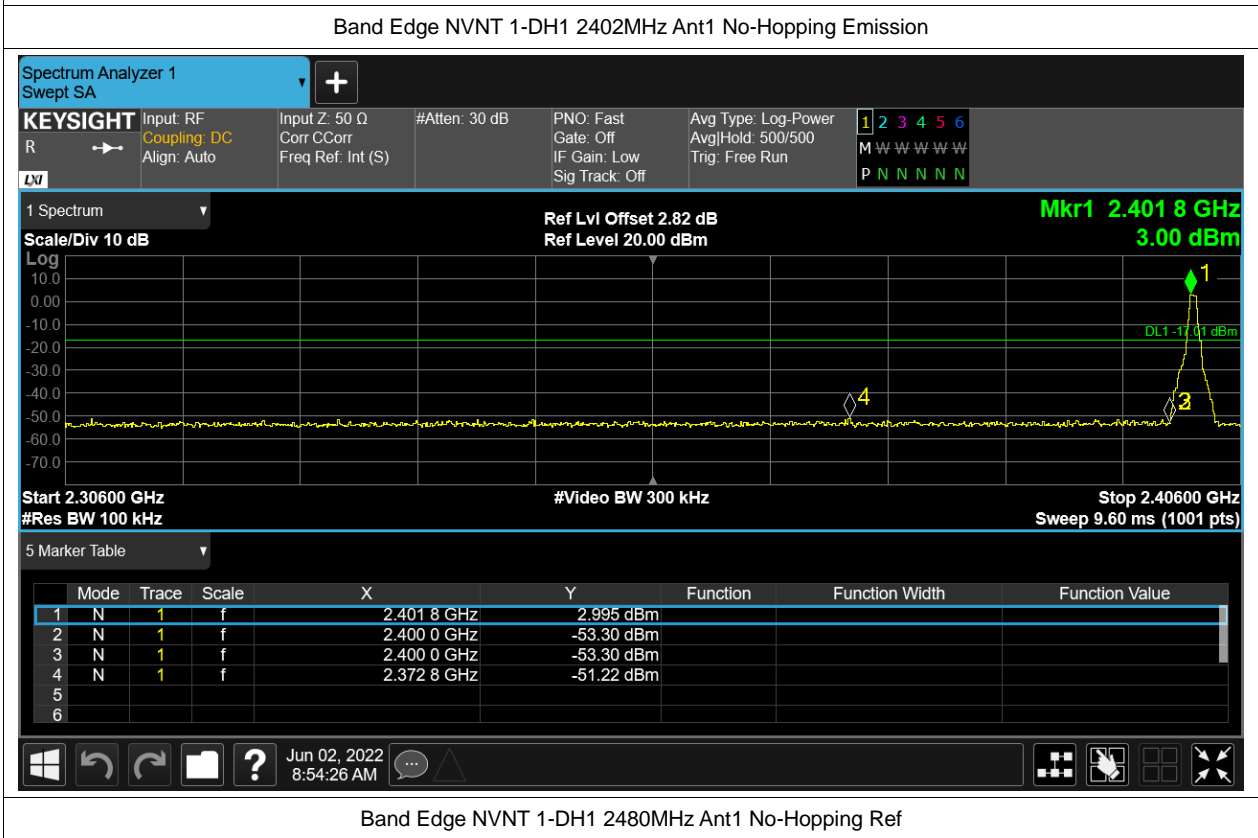 Band Edge NVNT 1-DH1 2402MHz Ant1 No-Hopping Emission
Spectrum Analyzer 1
Swept SA
+
KEYSIGHT Input: RF Input Z: 50 Ω #Atten: 30 dB PNO: Fast Avg Type: Log-Power 1 2 3 4 5 6
R Coupling: DC Corr CCorr Gate: Off Avg|Hold: 500/500 M W W W W W W
Align: Auto Freq Ref: Int (S) IF Gain: Low Trig: Free Run
LXI Sig Track: Off P N N N N N
1 Spectrum Ref Lvl Offset 2.82 dB Mkr1 2.401 8 GHz
Scale/Div 10 dB Ref Level 20.00 dBm 3.00 dBm
Log
1
10.0
0.00
-10.0
DL1 -17.01 dBm
-20.0
-30.0
-40.0
4
-50.0
-60.0
-70.0
Start 2.30600 GHz #Video BW 300 kHz Stop 2.40600 GHz
#Res BW 100 kHz Sweep 9.60 ms (1001 pts)
5 Marker Table
Mode Trace Scale X Y Function Function Width Function Value
1 N 1 f 2.401 8 GHz 2.995 dBm
2 N 1 f 2.400 0 GHz -53.30 dBm
3 N 1 f 2.400 0 GHz -53.30 dBm
4 N 1 f 2.372 8 GHz -51.22 dBm
5
6
? Jun 02, 2022
8:54:26 AM
Band Edge NVNT 1-DH1 2480MHz Ant1 No-Hopping Ref